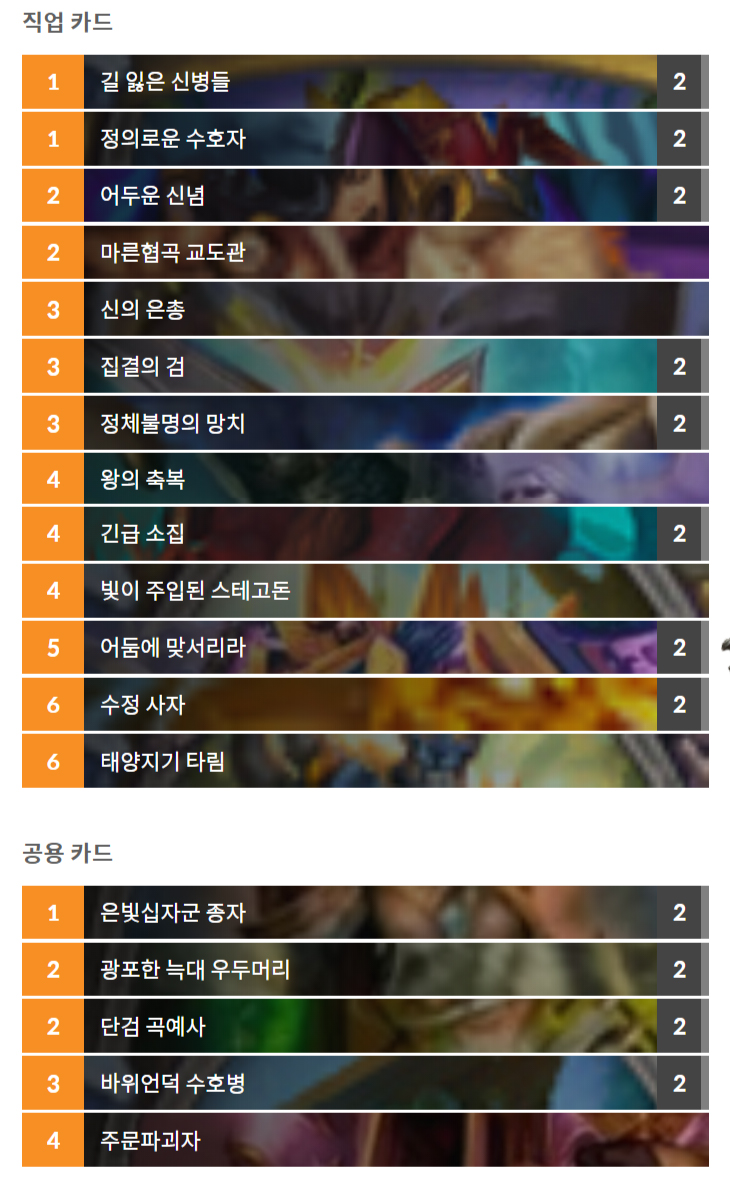 직업 카드
1 길 잃은 신병들 2
1 정의로운 수호자 2
2 어두운 신념 2
2 마른협곡 교도관
3 신의 은총
3 집결의 검 2
3 정체불명의 망치 2
4 왕의 축복
4 긴급 소집 2
4 빛이 주입된 스테고돈
5 어둠에 맞서리라 2
6 수정 사자 2
6 태양지기 타림
공용 카드
1 은빛십자군 종자 2
2 광포한 늑대 우두머리 2
2 단검 곡예사 2
3 바위언덕 수호병 2
4 주문파괴자